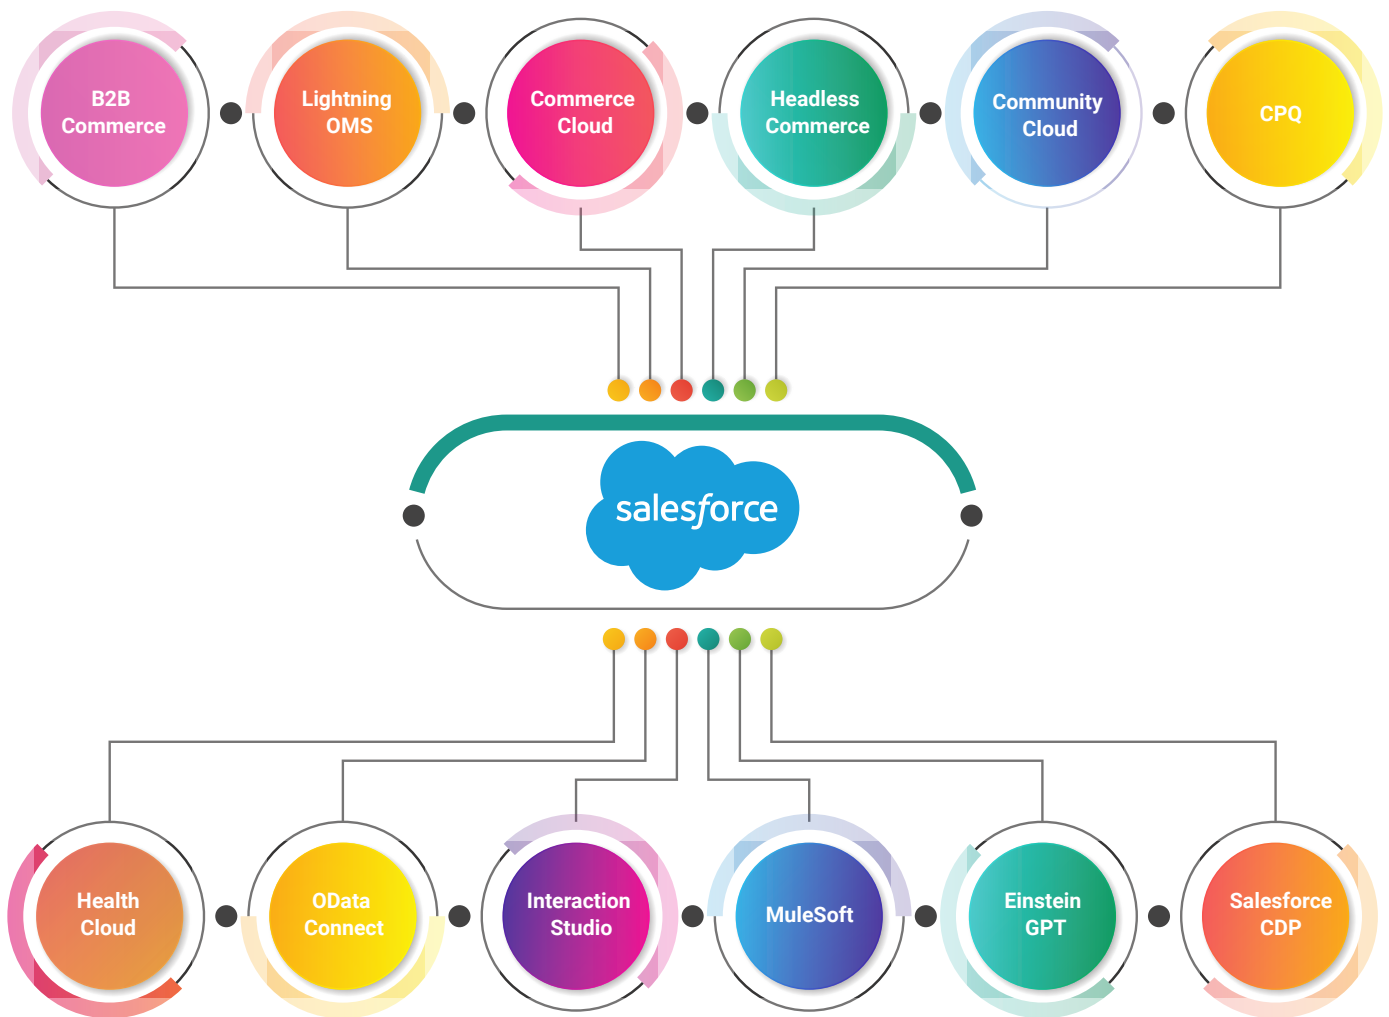 B2B
Commerce
Lightning
OMS
Commerce
Cloud
Headless
Commerce
Community
Cloud
CPQ
salesforce
Health
Cloud
OData
Connect
Interaction
Studio
MuleSoft
Einstein
GPT
Salesforce
CDP